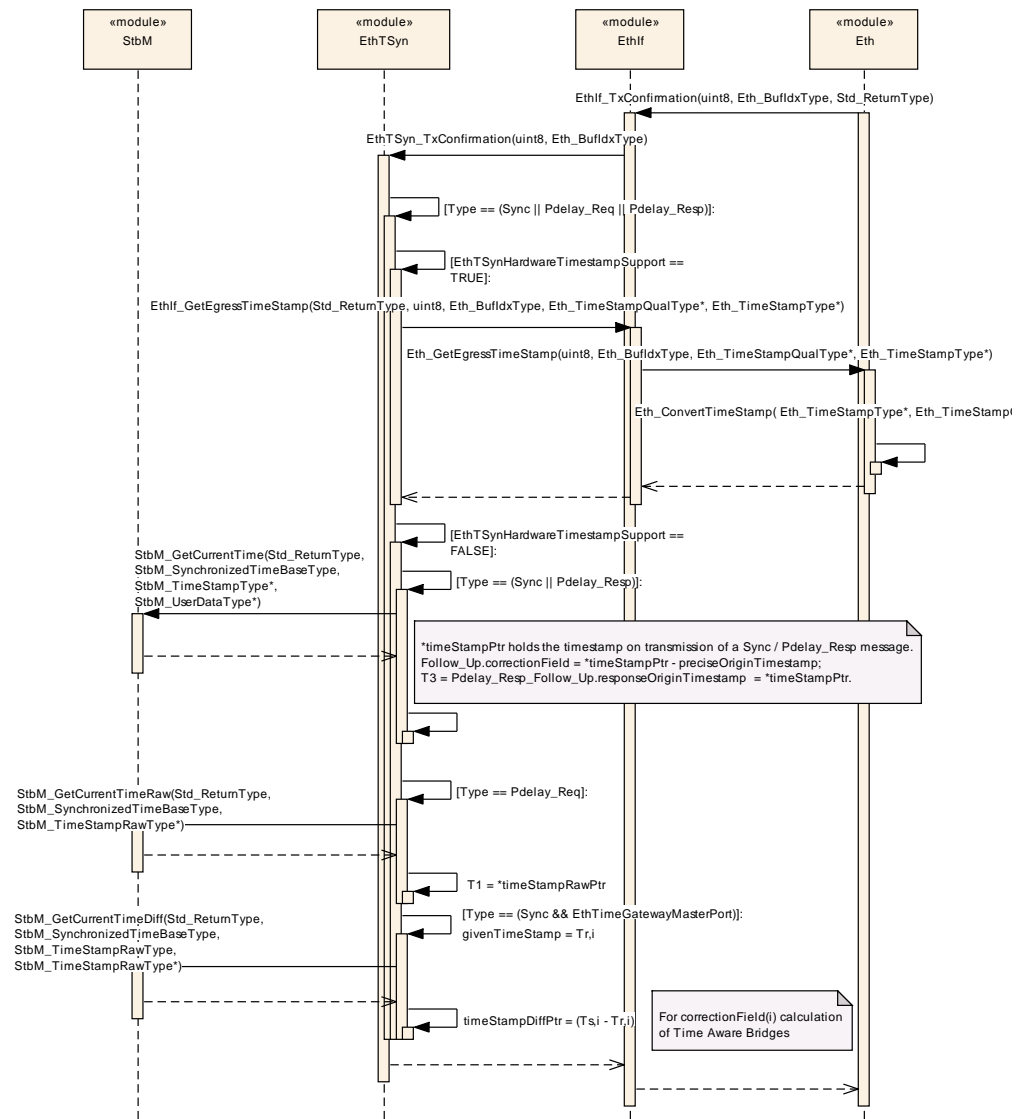 «module»
StbM
«module»
EthTSyn
«module»
EthIf
«module»
Eth
EthIf_TxConfirmation(uint8, Eth_BufIdxType, Std_ReturnType)
EthTSyn_TxConfirmation(uint8, Eth_BufIdxType)
[Type == (Sync || Pdelay_Req || Pdelay_Resp)]:
[EthTSynHardwareTimestampSupport ==
TRUE]:
EthIf_GetEgressTimeStamp(Std_ReturnType, uint8, Eth_BufIdxType, Eth_TimeStampQualType*, Eth_TimeStampType*)
Eth_GetEgressTimeStamp(uint8, Eth_BufIdxType, Eth_TimeStampQualType*, Eth_TimeStampType*)
Eth_ConvertTimeStamp( Eth_TimeStampType*, Eth_TimeStamp
[EthTSynHardwareTimestampSupport ==
FALSE]:
StbM_GetCurrentTime(Std_ReturnType,
StbM_SynchronizedTimeBaseType,
StbM_TimeStampType*,
StbM_UserDataType*)
[Type == (Sync || Pdelay_Resp)]:
*timeStampPtr holds the timestamp on transmission of a Sync / Pdelay_Resp message.
Follow_Up.correctionField = *timeStampPtr - preciseOriginTimestamp;
T3 = Pdelay_Resp_Follow_Up.responseOriginTimestamp = *timeStampPtr.
StbM_GetCurrentTimeRaw(Std_ReturnType,
StbM_SynchronizedTimeBaseType,
StbM_TimeStampRawType*)
[Type == Pdelay_Req]:
T1 = *timeStampRawPtr
StbM_GetCurrentTimeDiff(Std_ReturnType,
StbM_SynchronizedTimeBaseType,
StbM_TimeStampRawType,
StbM_TimeStampRawType*)
[Type == (Sync && EthTimeGatewayMasterPort)]:
givenTimeStamp = Tr,i
timeStampDiffPtr = (Ts,i - Tr,i)
For correctionField(i) calculation
of Time Aware Bridges